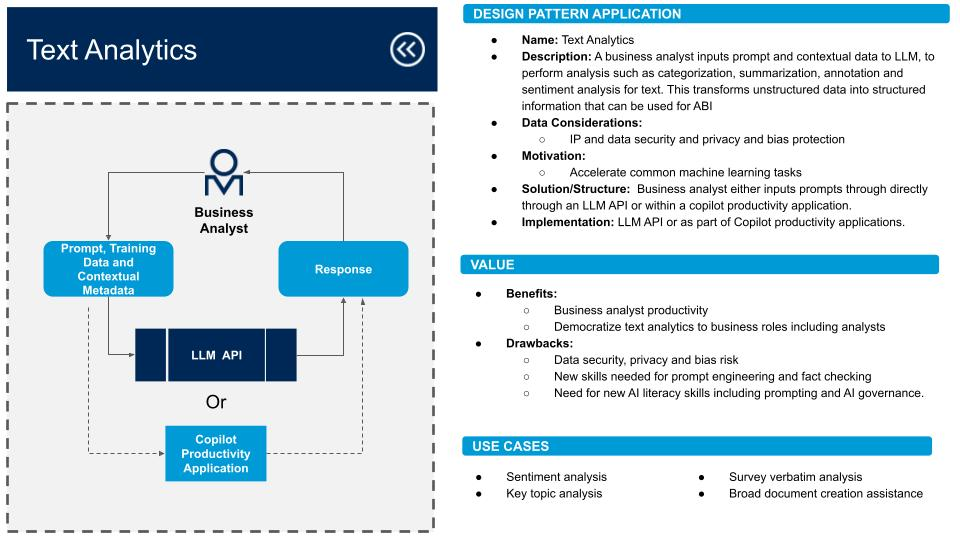 Text Analytics
Business
Analyst
Prompt, Training
Data and
Contextual
Metadata
Response
LLM API
Or
Copilot
Productivity
Application
DESIGN PATTERN APPLICATION
● Name: Text Analytics
● Description: A business analyst inputs prompt and contextual data to LLM, to
perform analysis such as categorization, summarization, annotation and
sentiment analysis for text. This transforms unstructured data into structured
information that can be used for ABI
● Data Considerations:
○ IP and data security and privacy and bias protection
● Motivation:
○ Accelerate common machine learning tasks
● Solution/Structure: Business analyst either inputs prompts through directly
through an LLM API or within a copilot productivity application.
● Implementation: LLM API or as part of Copilot productivity applications.
VALUE
● Benefits:
○ Business analyst productivity
○ Democratize text analytics to business roles including analysts
● Drawbacks:
○ Data security, privacy and bias risk
○ New skills needed for prompt engineering and fact checking
○ Need for new AI literacy skills including prompting and AI governance.
USE CASES
● Sentiment analysis
● Key topic analysis
● Survey verbatim analysis
● Broad document creation assistance